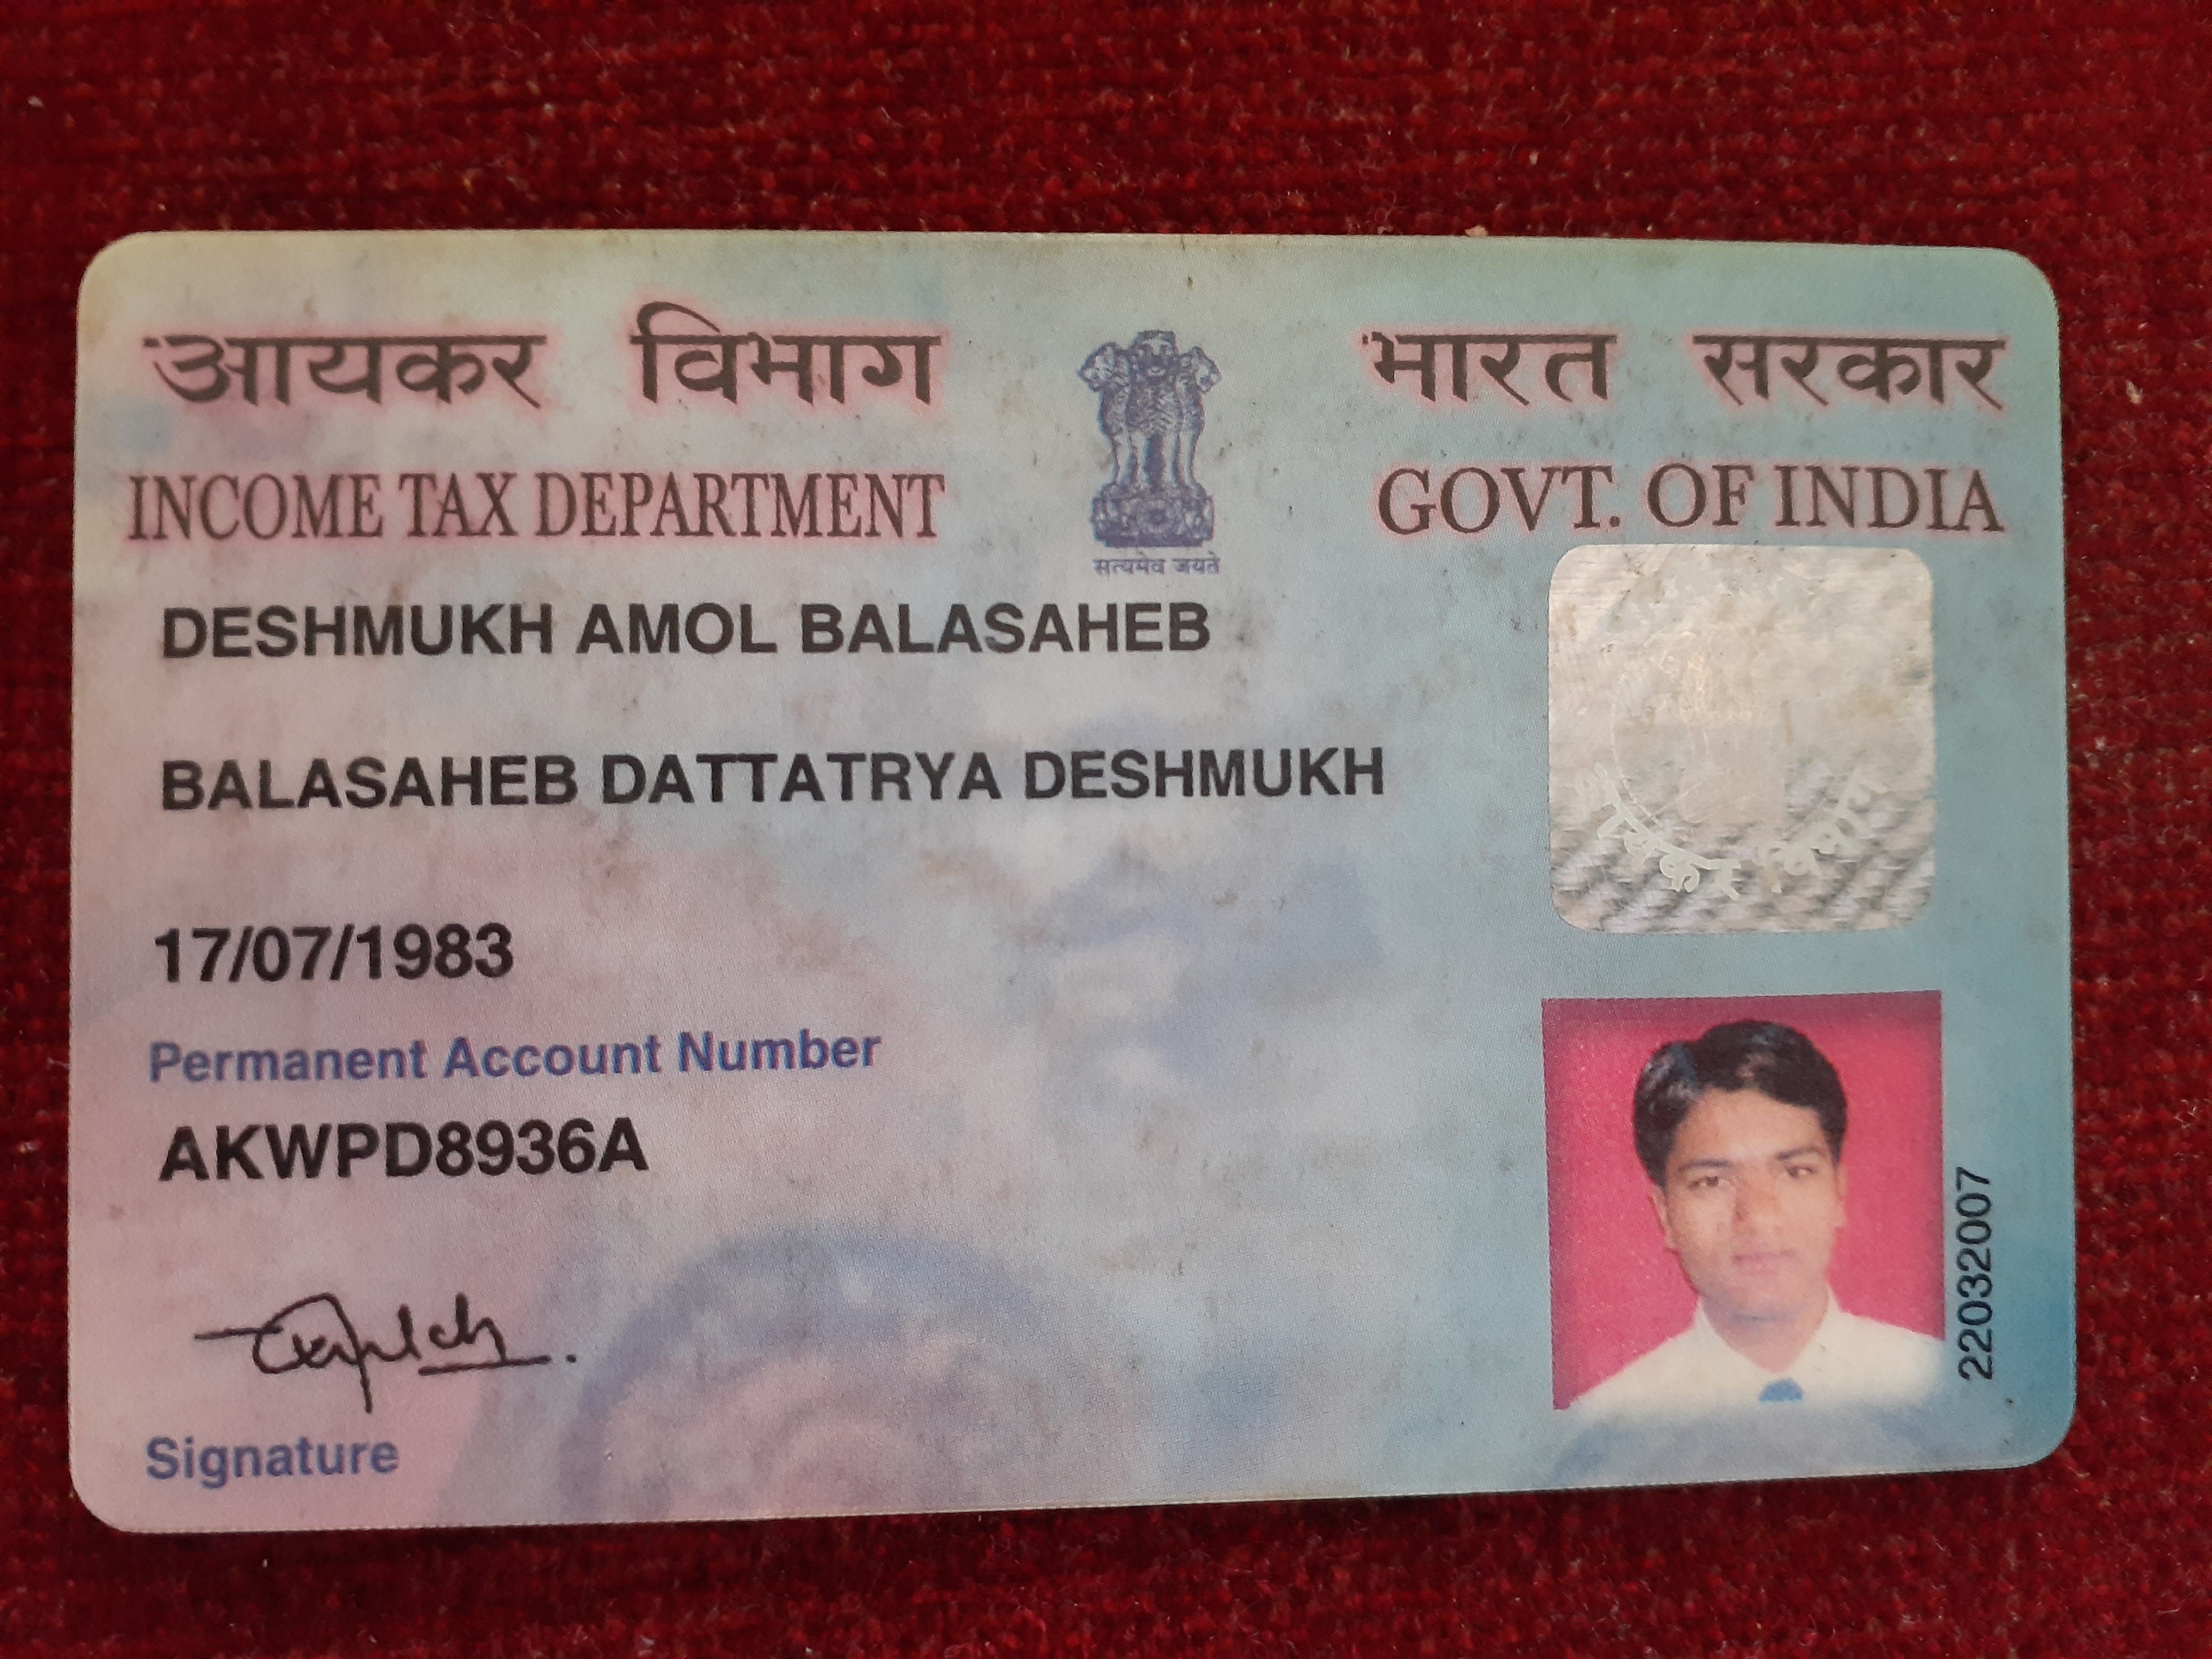 आयकर विभाग
INCOME TAX DEPARTMENT
सत्यमेव जयते
भारत सरकार
GOVT. OF INDIA
DESHMUKH AMOL BALASAHEB
BALASAHEB DATTATRYA DESHMUKH
17/07/1983
Permanent Account Number
AKWPD8936A
Signature
आयकर विभाग
22032007